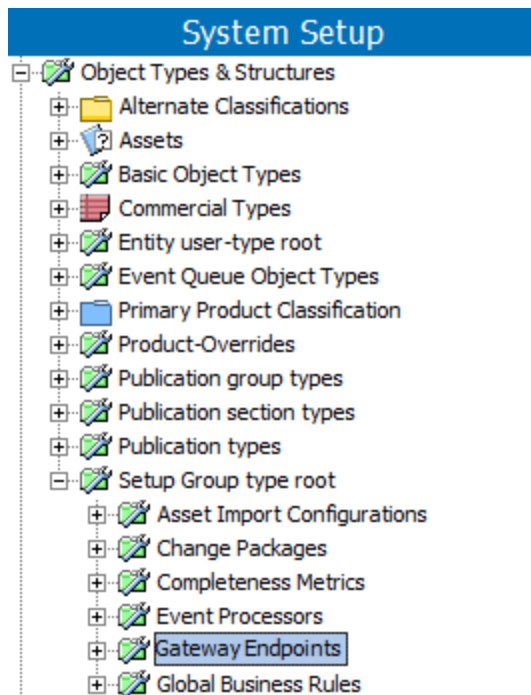 System Setup
Object Types & Structures
Alternate Classifications
Assets
Basic Object Types
Commercial Types
Entity user-type root
Event Queue Object Types
Primary Product Classification
Product-Overrides
Publication group types
Publication section types
Publication types
Setup Group type root
Asset Import Configurations
Change Packages
Completeness Metrics
Event Processors
Gateway Endpoints
Global Business Rules